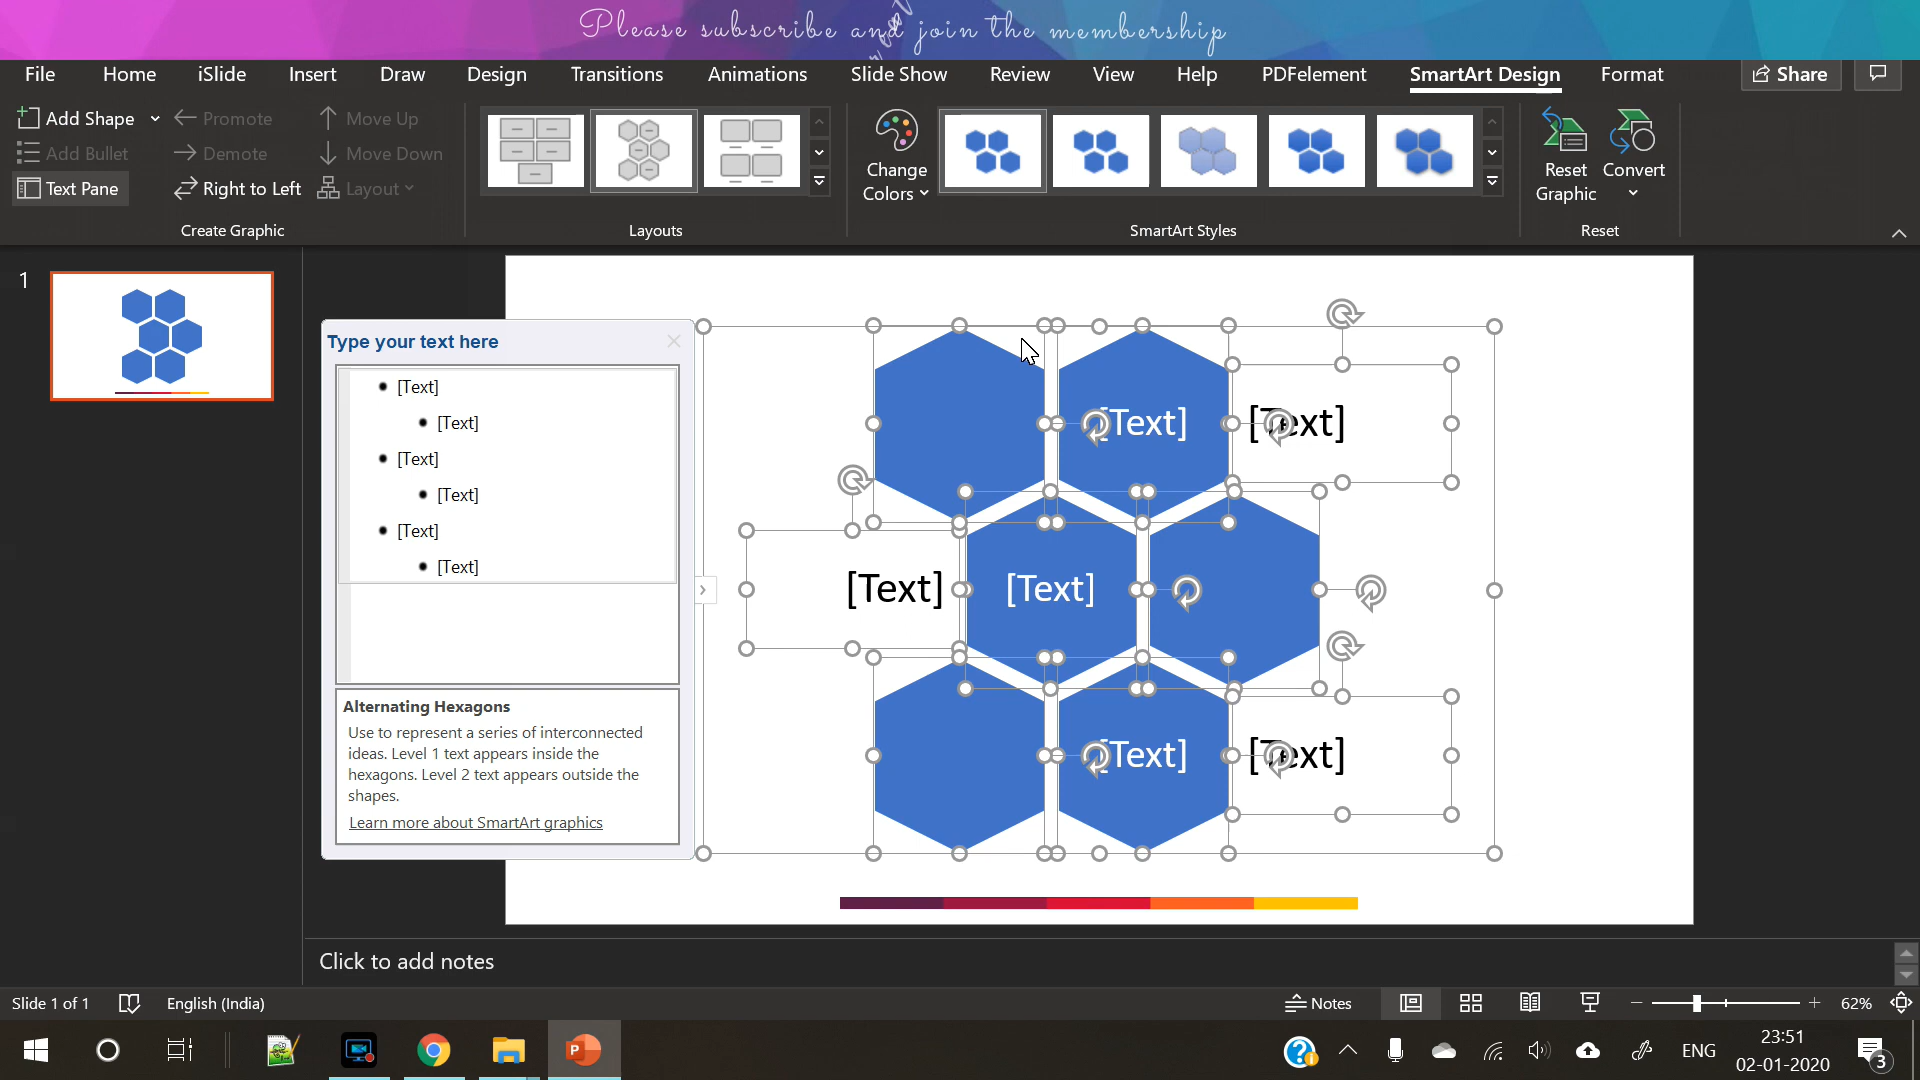 Please subscribe and join the membership
File Home iSlide Insert Draw Design Transitions Animations Slide Show Review View Help PDFelement SmartArt Design Format Share
Add Shape Promote Move Up
Add Bullet Demote Move Down
Text Pane Right to Left Layout
Create Graphic
Layouts
Change
Colors
SmartArt Styles
Reset
Graphic
Convert
Reset
1
Type your text here
[Text]
[Text]
[Text]
[Text]
[Text]
[Text]
Alternating Hexagons
Use to represent a series of interconnected
ideas. Level 1 text appears inside the
hexagons. Level 2 text appears outside the
shapes.
Learn more about SmartArt graphics
[Text] [Text]
[Text] [Text]
[Text] [Text]
Click to add notes
Slide 1 of 1 English (India) Notes 62%
P ENG 23:51
02-01-2020 3